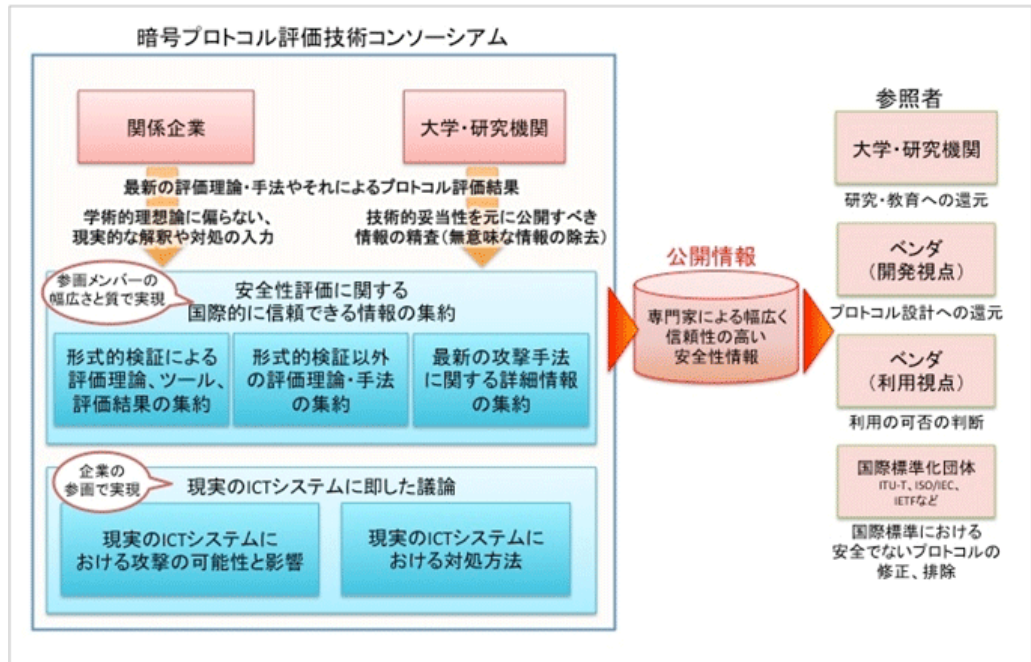 暗号プロトコル評価技術コンソーシアム
関係企業
大学・研究機関
最新の評価理論・手法やそれによるプロトコル評価結果
学術的理想論に偏らない、
現実的な解釈や対処の入力
技術的妥当性を元に公開すべき
情報の精査（無意味な情報の除去）
参画メンバーの
幅広さと質で実現
安全性評価に関する
国際的に信頼できる情報の集約
形式的検証による
評価理論、ツール、
評価結果の集約
形式的検証以外
の評価理論・手法
の集約
最新の攻撃手法
に関する詳細情報
の集約
企業の
参画で実現
現実のICTシステムに即した議論
現実のICTシステムに
おける攻撃の可能性と影響
現実のICTシステムに
おける対処方法
公開情報
専門家による幅広く
信頼性の高い
安全性情報
参照者
大学・研究機関
研究・教育への還元
ベンダ
（開発視点）
プロトコル設計への還元
ベンダ
（利用視点）
利用の可否の判断
国際標準化団体
ITU-T、ISO/IEC、
IETFなど
国際標準における
安全でないプロトコルの
修正、排除